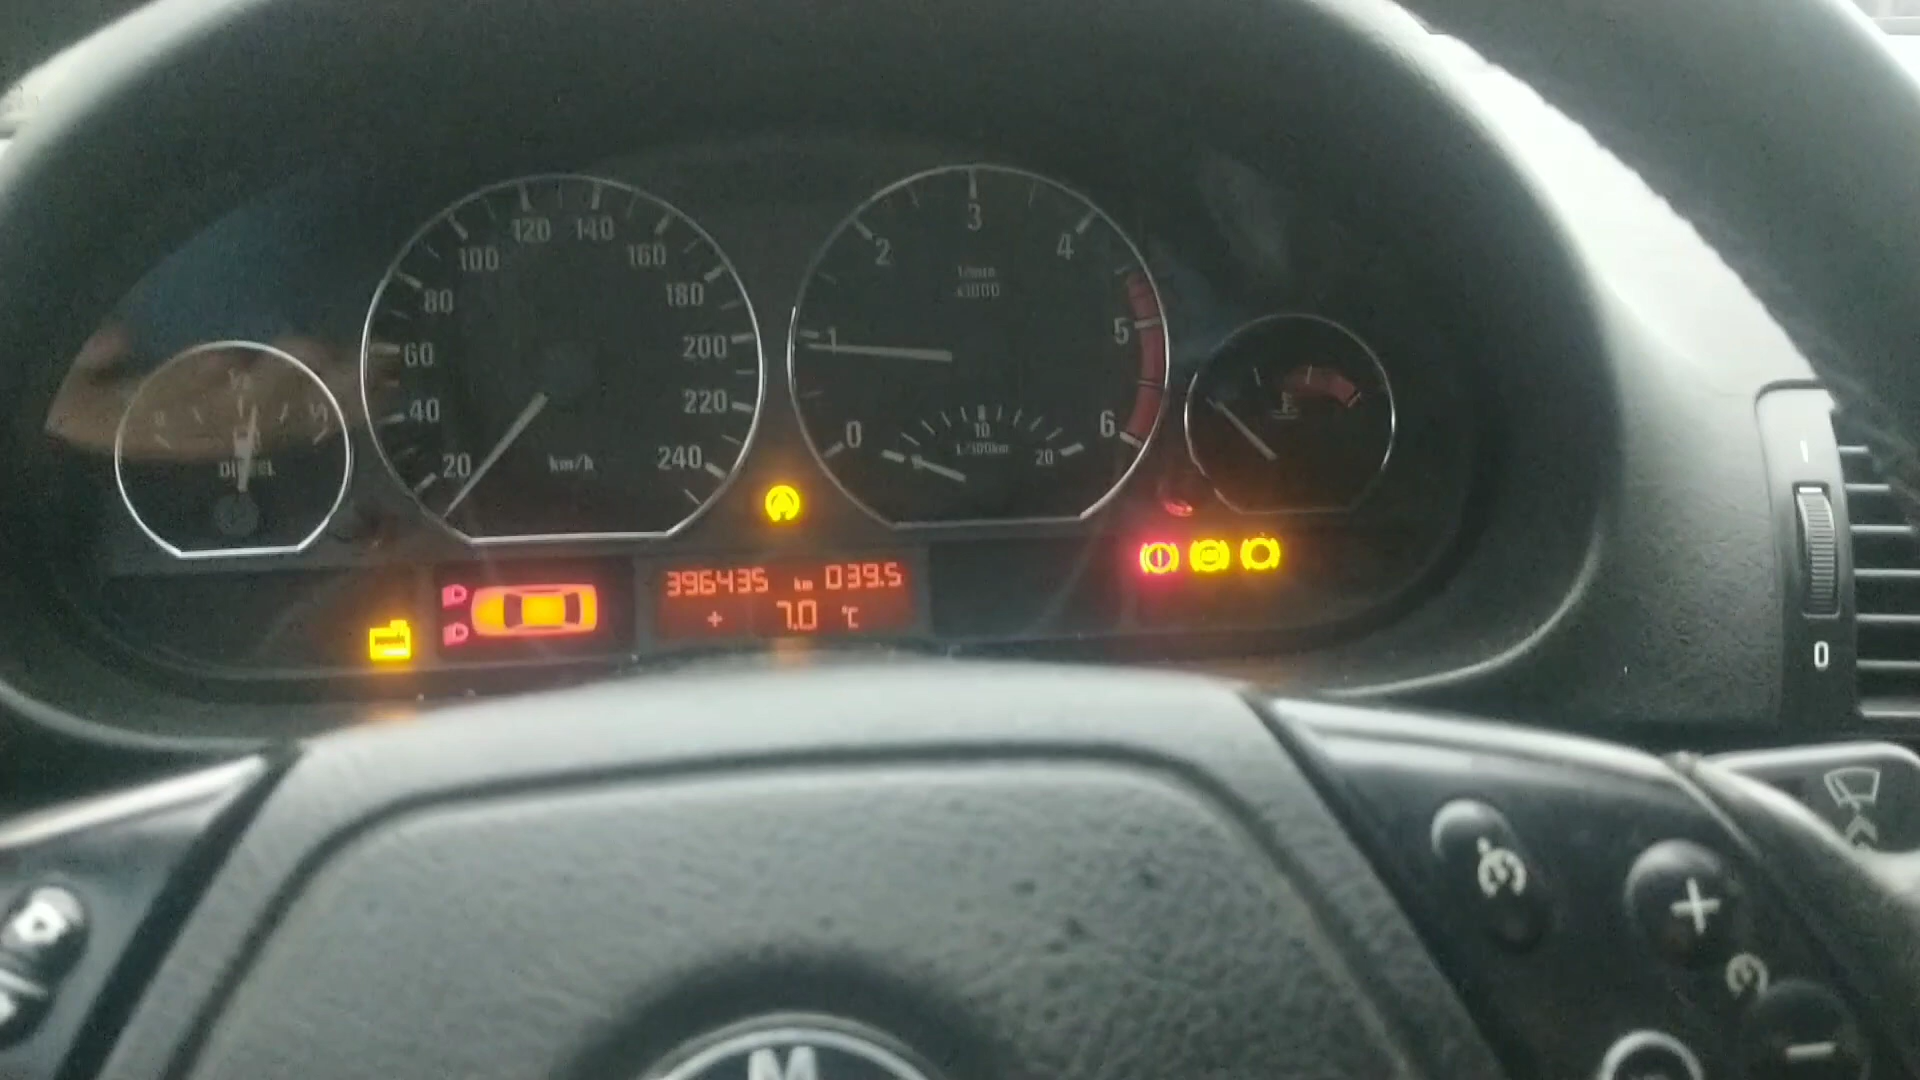 120 140
100 160
80 180
60 200
40 220
20 240
km/h
1/2
DIESEL
3
2 4
x1000
1 5
0 6
10
L/100km
20
396435 km 039.5
+ 7.0 °C
1
0
+
M